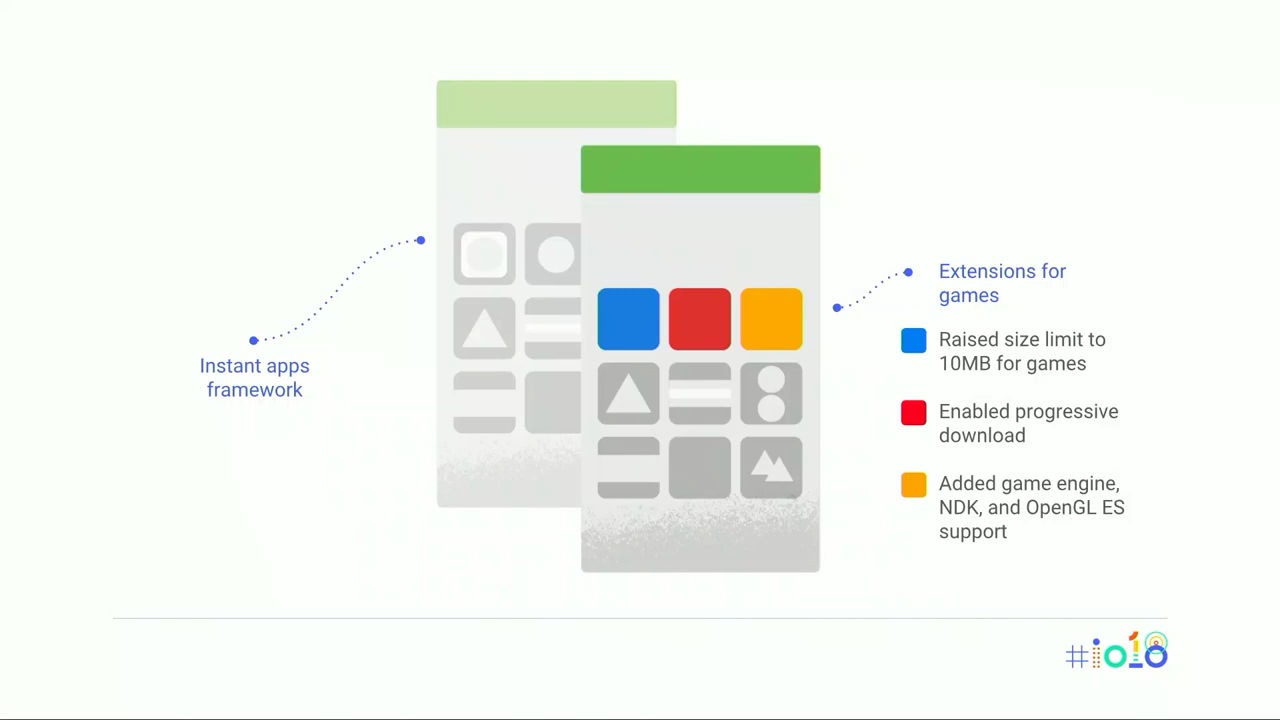 Instant apps
framework
Extensions for
games
Raised size limit to
10MB for games
Enabled progressive
download
Added game engine,
NDK, and OpenGL ES
support
#io18